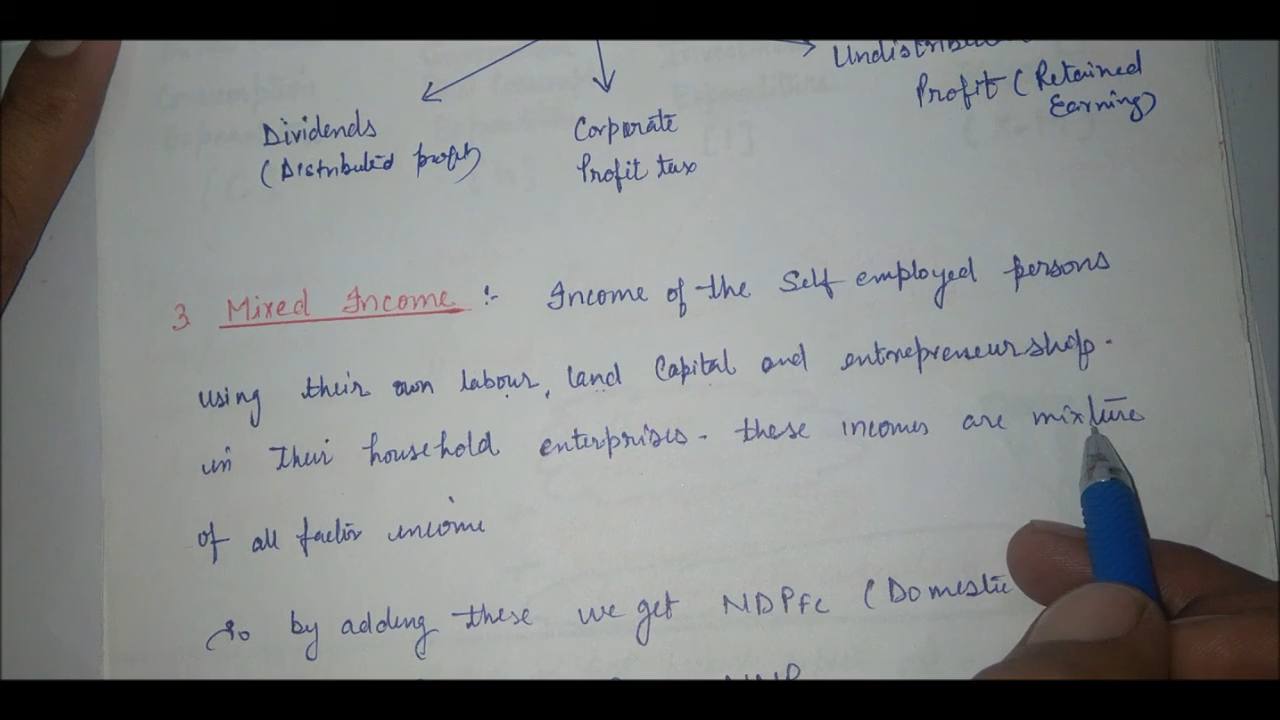 Undistribu
Profit (Retained
Earning)
Dividends
(Distributed profit)
Corporate
Profit tax
3 Mixed Income :- Income of the Self employed persons
using their own labour, land Capital and entrepreneurshop.
in their household enterprises. these incomes are mixture
of all factor income
So by adding these we get NDPFC (Domestic